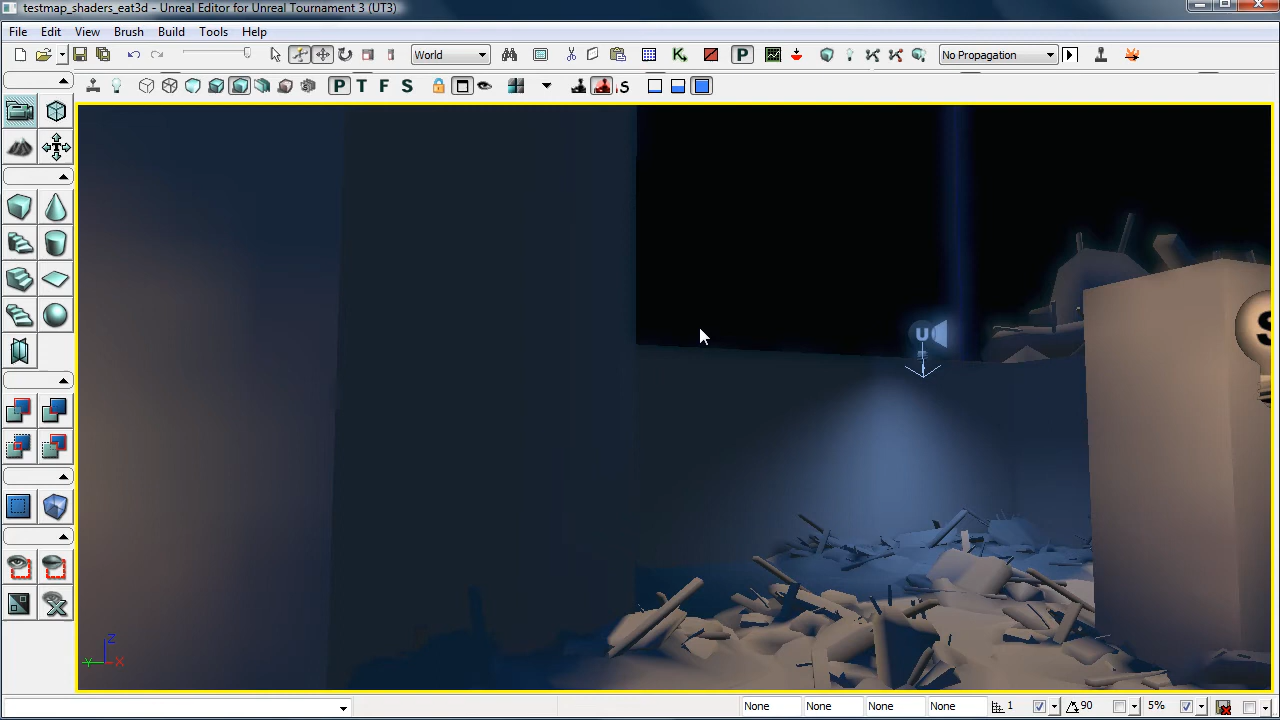 testmap_shaders_eat3d - Unreal Editor for Unreal Tournament 3 (UT3)
File Edit View Brush Build Tools Help
World No Propagation
P T F S S
U
S
Z
Y X
None None None None 1 90 5%